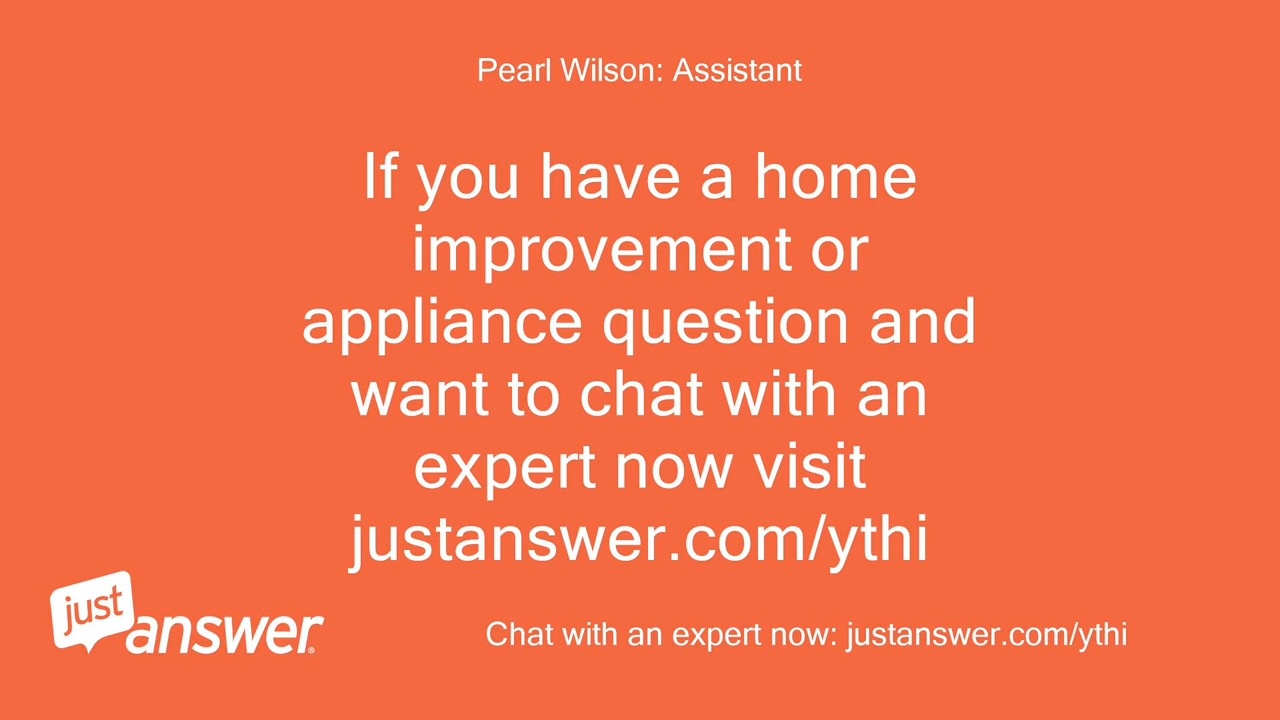 Pearl Wilson: Assistant
If you have a home
improvement or
appliance question and
want to chat with an
expert now visit
justanswer.com/ythi
just
answer®
Chat with an expert now: justanswer.com/ythi